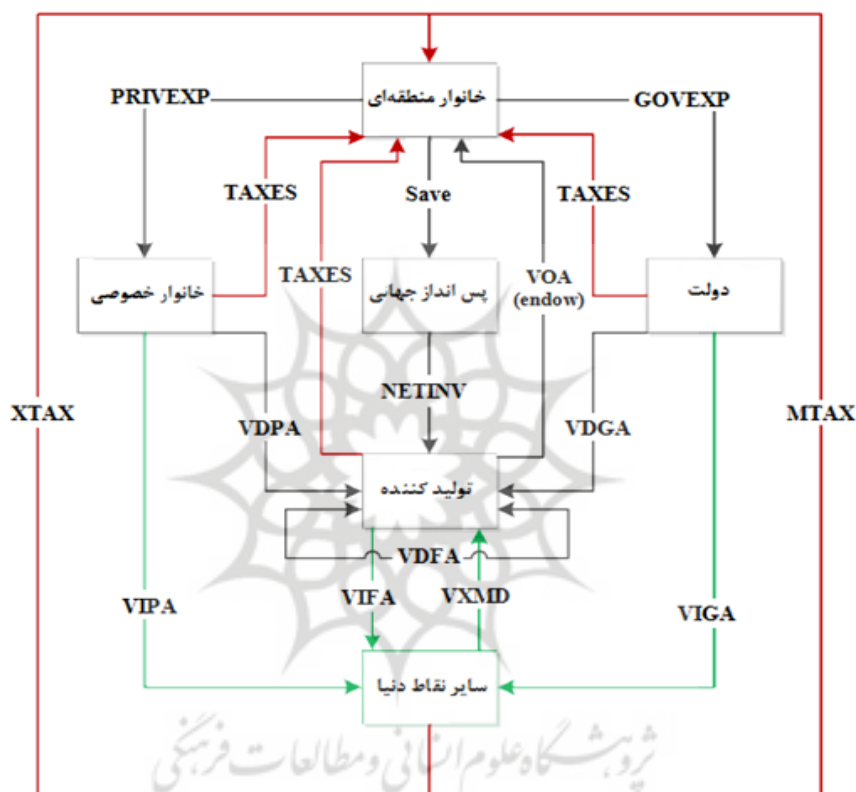 خانوار منطقه‌ای
PRIVEXP
GOVEXP
TAXES
Save
TAXES
TAXES
VOA
(endow)
خانوار خصوصی
پس انداز جهانی
دولت
NETINV
XTAX
MTAX
VDPA
VDGA
تولید کننده
VDFA
VIFA
VXMD
VIPA
VIGA
سایر نقاط دنیا
پژوهشگاه علوم انسانی و مطالعات فرهنگی